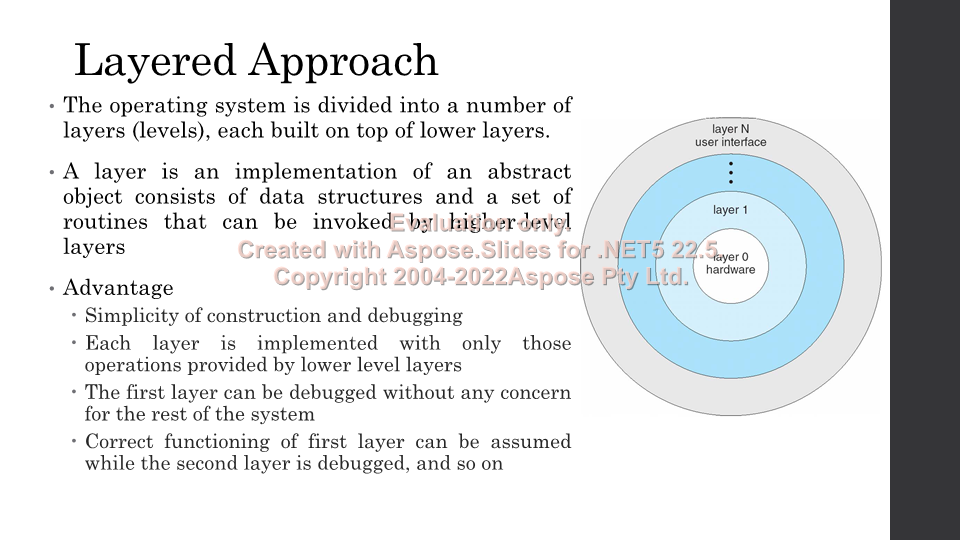 Layered Approach
• The operating system is divided into a number of
layers (levels), each built on top of lower layers.
• A layer is an implementation of an abstract
object consists of data structures and a set of
routines that can be invoked by higher-level
layers
• Advantage
• Simplicity of construction and debugging
• Each layer is implemented with only those
operations provided by lower level layers
• The first layer can be debugged without any concern
for the rest of the system
• Correct functioning of first layer can be assumed
while the second layer is debugged, and so on
layer N
user interface
layer 1
layer 0
hardware
Evaluation only.
Created with Aspose.Slides for .NET5 22.5.
Copyright 2004-2022Aspose Pty Ltd.